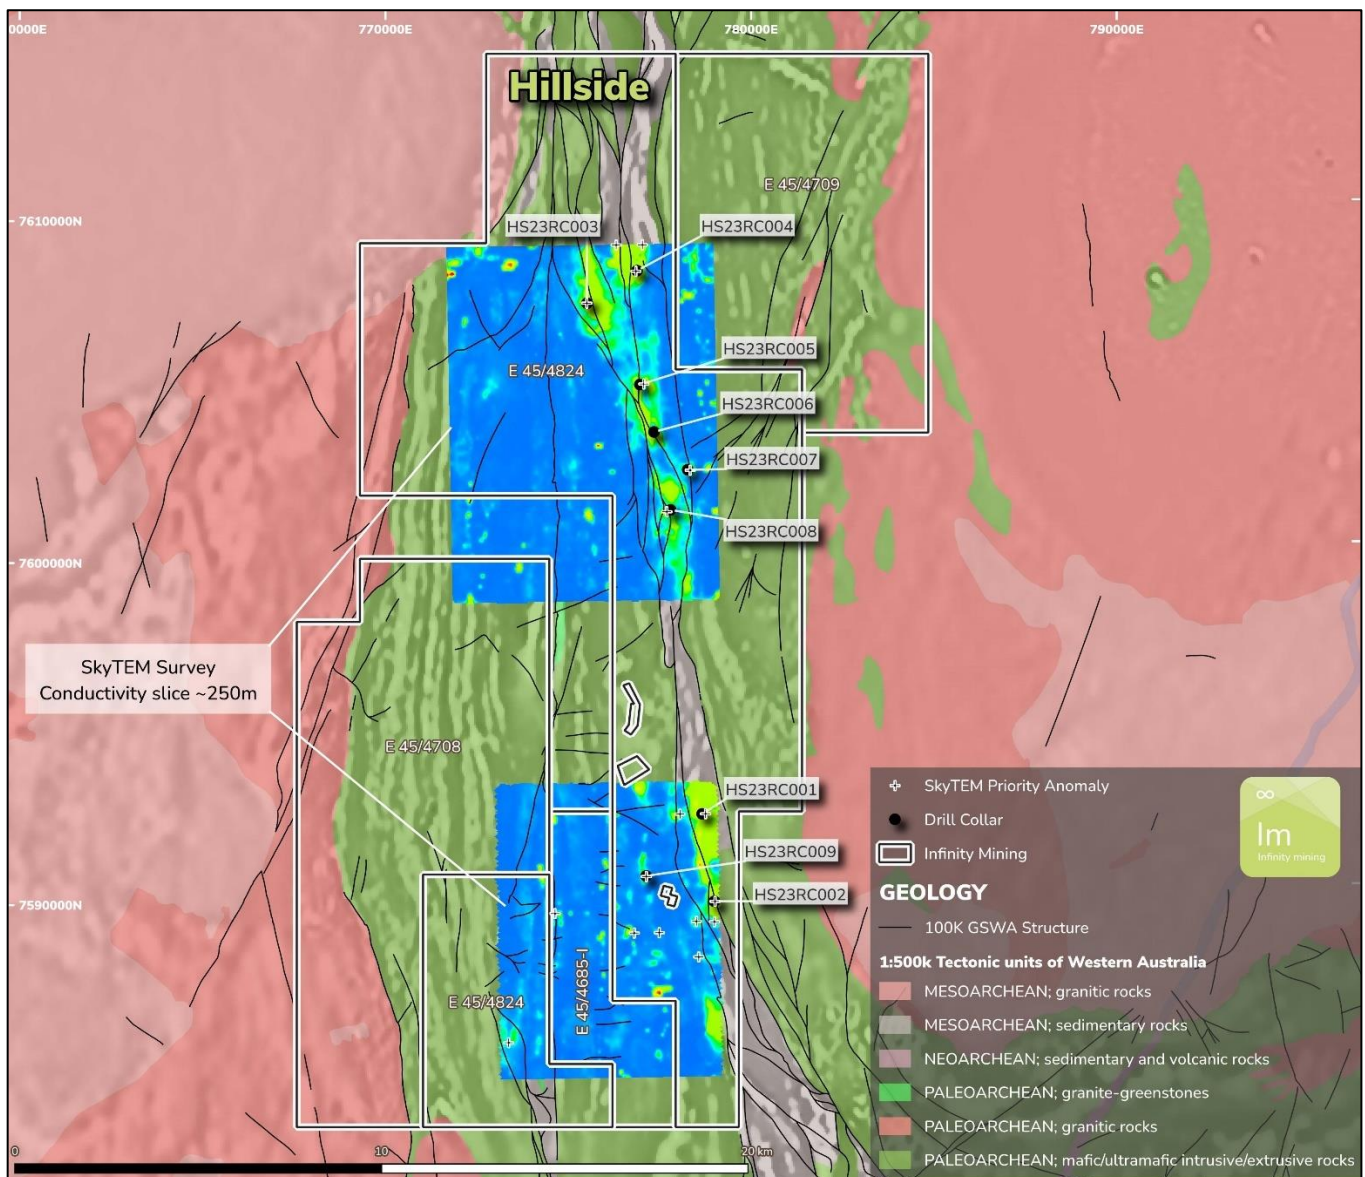 0000E
770000E
780000E
790000E
Hillside
E 45/4709
7610000N
HS23RC003
HS23RC004
HS23RC005
E 45/4824
HS23RC006
HS23RC007
HS23RC008
7600000N
SkyTEM Survey
Conductivity slice ~250m
E 45/4708
HS23RC001
HS23RC009
HS23RC002
7590000N
E 45/4685-I
E 45/4824
SkyTEM Priority Anomaly
Drill Collar
Infinity Mining
∞
Im
Infinity mining
GEOLOGY
100K GSWA Structure
1:500k Tectonic units of Western Australia
MESOARCHEAN; granitic rocks
MESOARCHEAN; sedimentary rocks
NEOARCHEAN; sedimentary and volcanic rocks
PALEOARCHEAN; granite-greenstones
PALEOARCHEAN; granitic rocks
PALEOARCHEAN; mafic/ultramafic intrusive/extrusive rocks
0
10
20 km